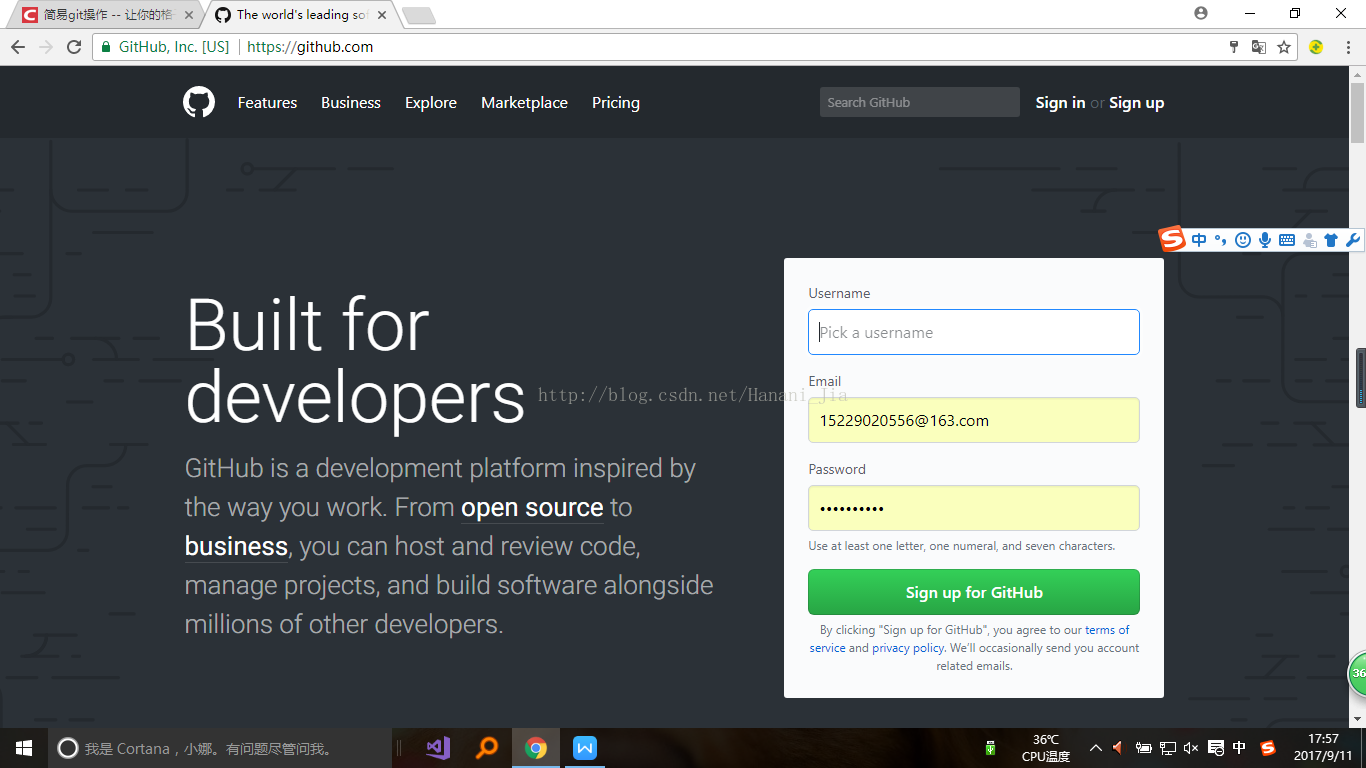 简易git操作 -- 让你的格
The world's leading sof
GitHub, Inc. [US]
https://github.com
Features
Business
Explore
Marketplace
Pricing
Search GitHub
Sign in or Sign up
中
Built for
developers
http://blog.csdn.net/Hanani_Jia
GitHub is a development platform inspired by
the way you work. From open source to
business, you can host and review code,
manage projects, and build software alongside
millions of other developers.
Username
Pick a username
Email
15229020556@163.com
Password
••••••••••
Use at least one letter, one numeral, and seven characters.
Sign up for GitHub
By clicking "Sign up for GitHub", you agree to our terms of
service and privacy policy. We'll occasionally send you account
related emails.
36
我是 Cortana，小娜。有问题尽管问我。
36℃
CPU温度
中
17:57
2017/9/11